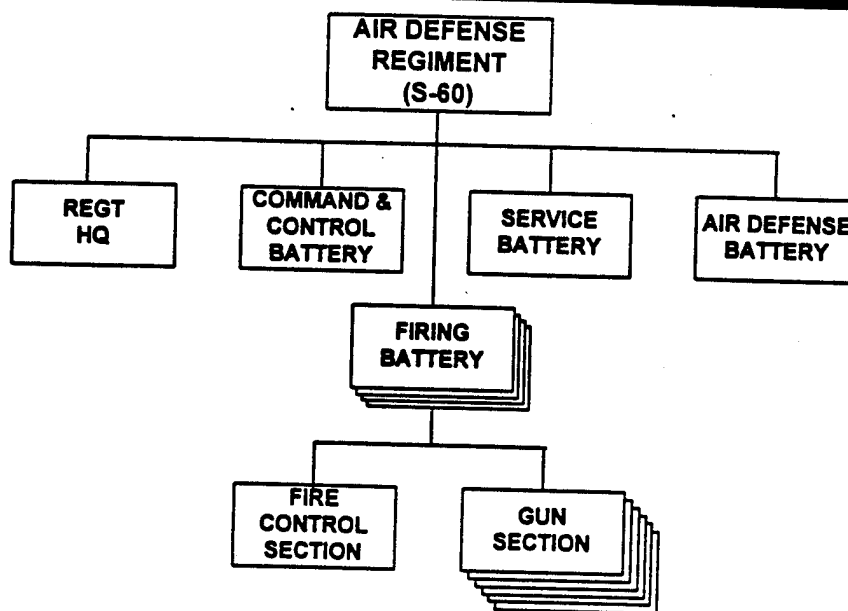 AIR DEFENSE
REGIMENT
(S-60)
REGT
HQ
COMMAND &
CONTROL
BATTERY
SERVICE
BATTERY
AIR DEFENSE
BATTERY
FIRING
BATTERY
FIRE
CONTROL
SECTION
GUN
SECTION